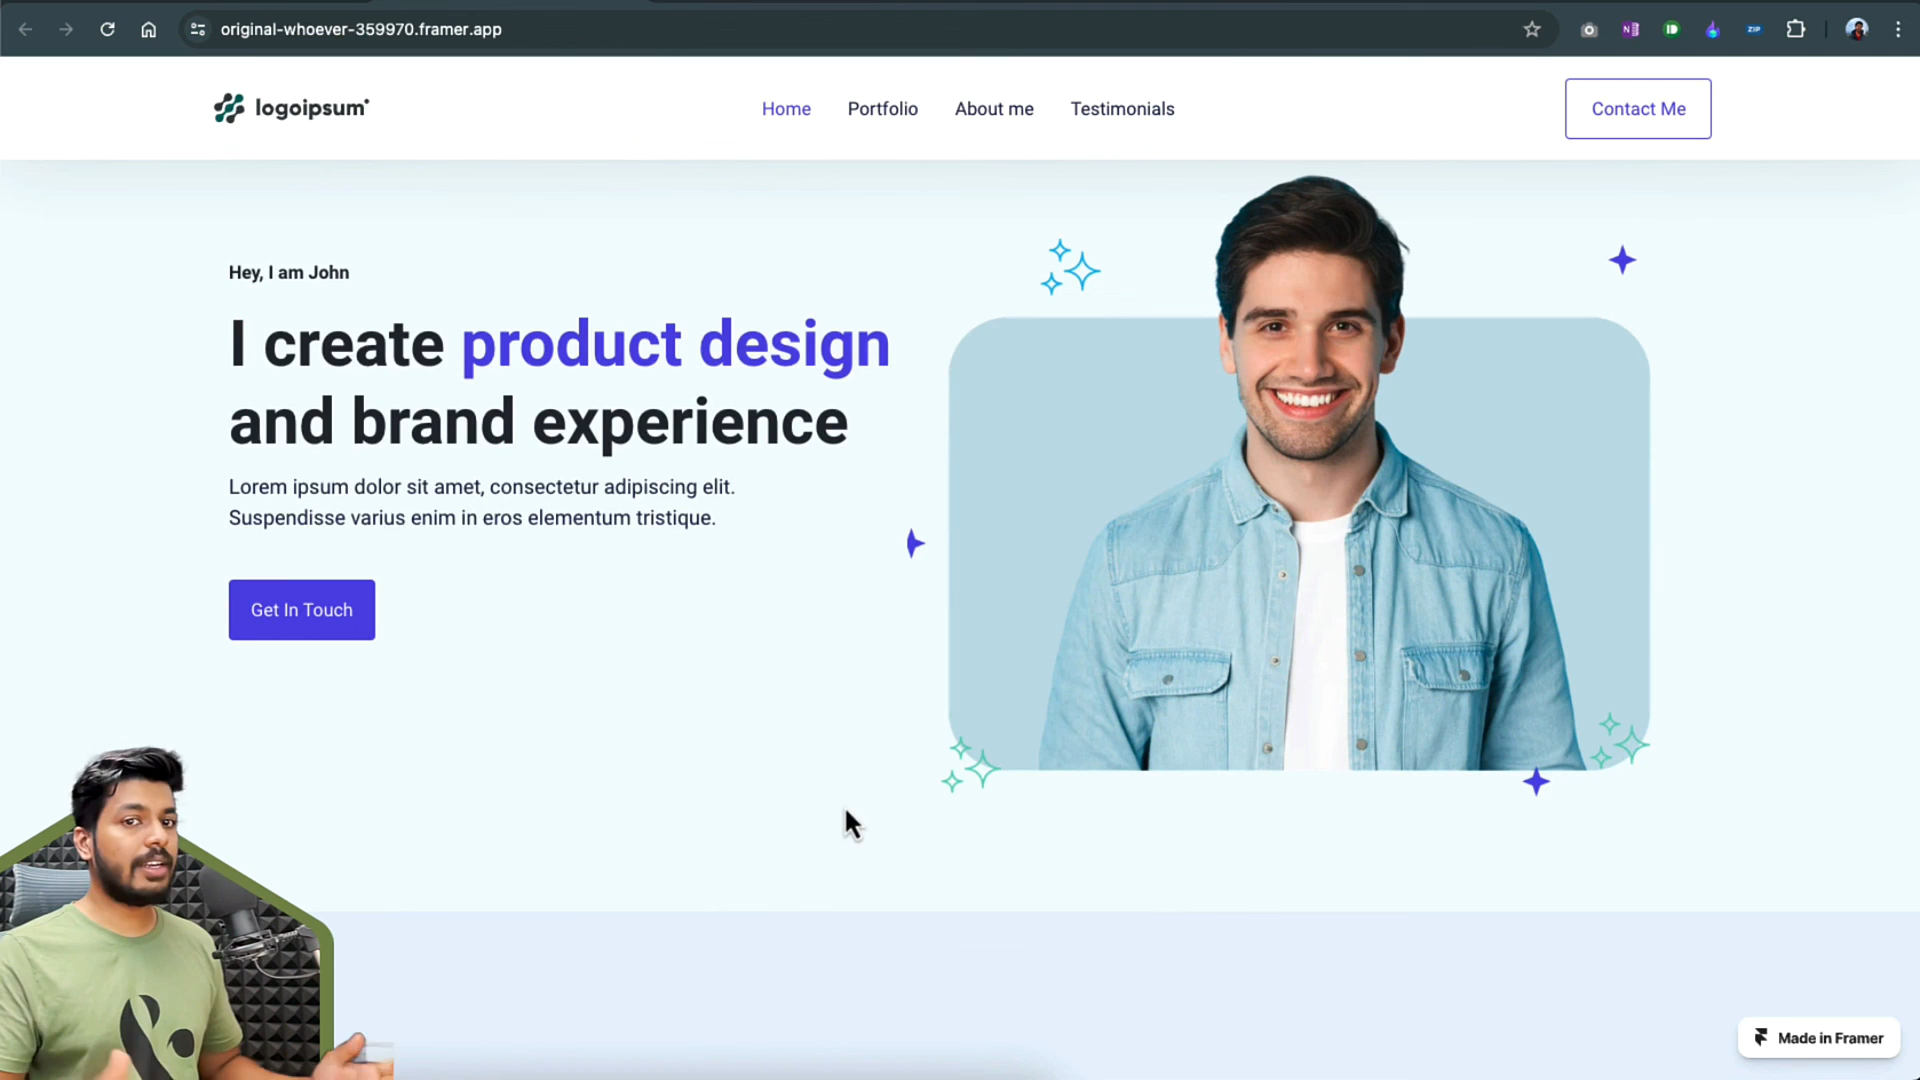 original-whoever-359970.framer.app
N
ZIP
logoipsum
Home
Portfolio
About me
Testimonials
Contact Me
Hey, I am John
I create product design
and brand experience
Lorem ipsum dolor sit amet, consectetur adipiscing elit.
Suspendisse varius enim in eros elementum tristique.
Get In Touch
Made in Framer